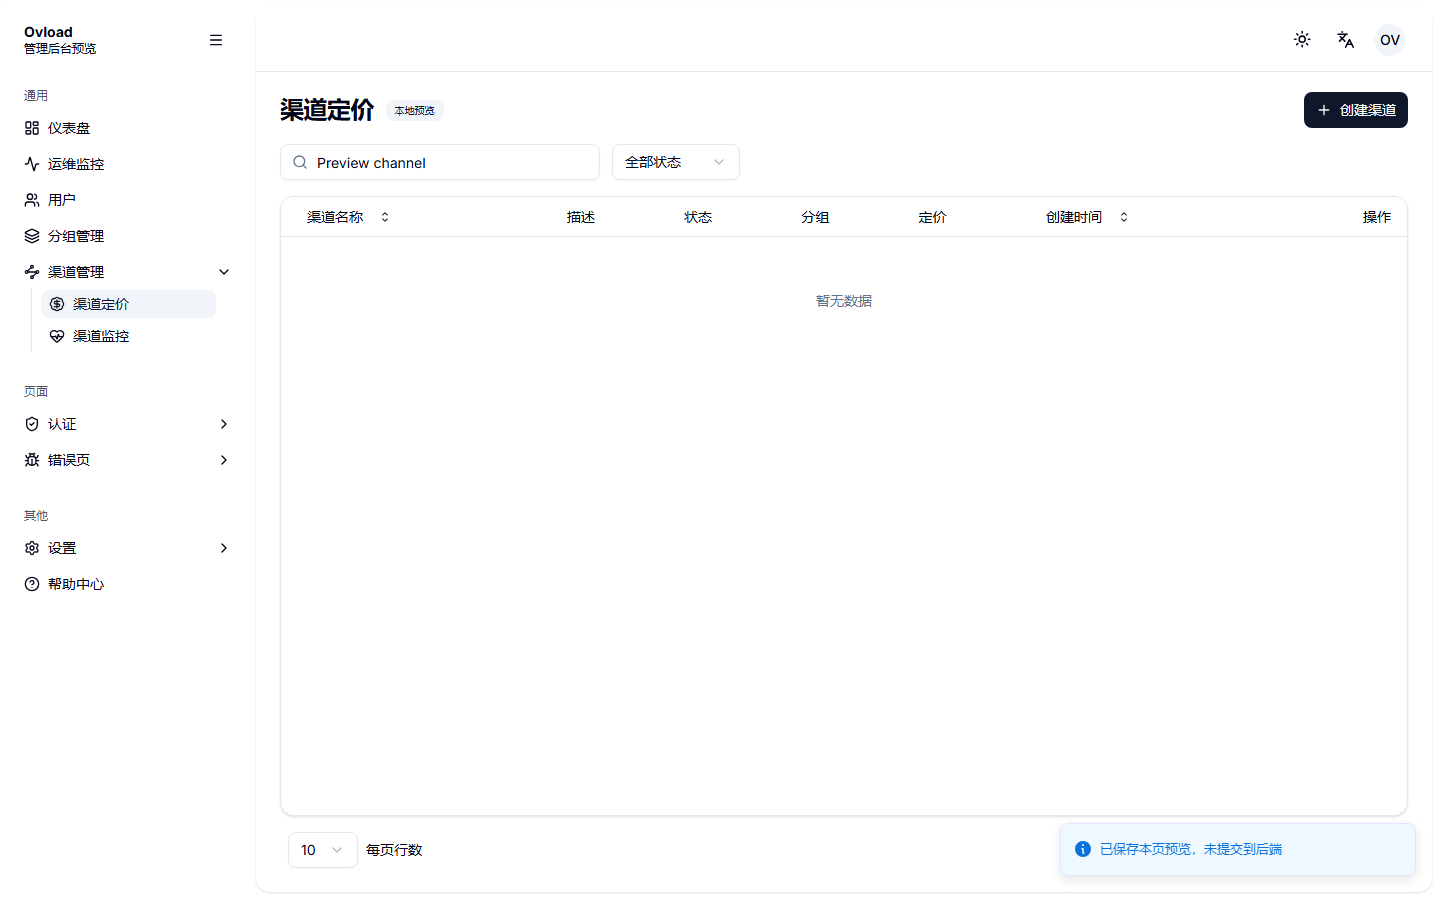 Ovload
管理后台预览
OV
通用
仪表盘
运维监控
用户
分组管理
渠道管理
渠道定价
渠道监控
页面
认证
错误页
其他
设置
帮助中心
渠道定价
本地预览
创建渠道
Preview channel
全部状态
渠道名称 描述 状态 分组 定价 创建时间 操作
暂无数据
10 每页行数
已保存本页预览，未提交到后端